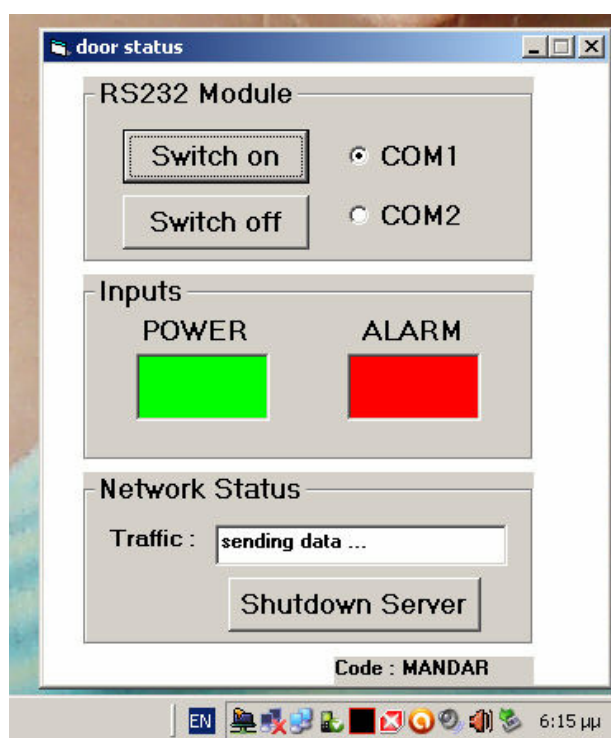 door status
RS232 Module
Switch on
COM1
Switch off
COM2
Inputs
POWER ALARM
Network Status
Traffic : sending data ...
Shutdown Server
Code : MANDAR
EN 6:15 μμ